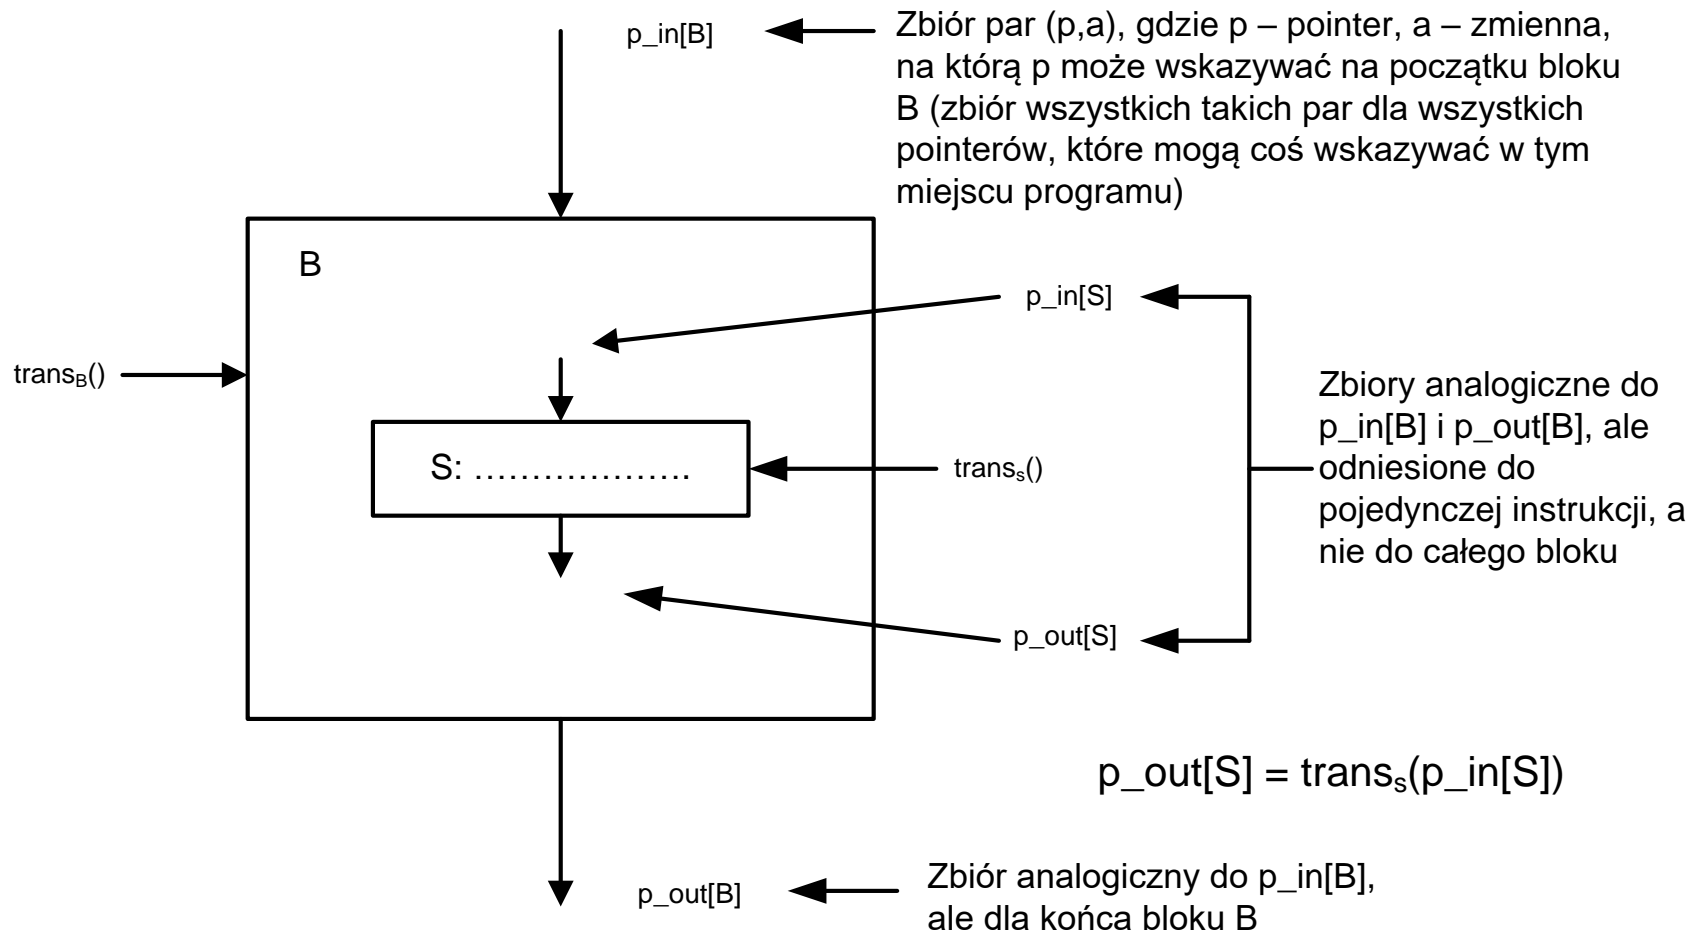 p_in[B]
Zbiór par (p,a), gdzie p – pointer, a – zmienna,
na którą p może wskazywać na początku bloku
B (zbiór wszystkich takich par dla wszystkich
pointerów, które mogą coś wskazywać w tym
miejscu programu)
B
p_in[S]
transB()
Zbiory analogiczne do
p_in[B] i p_out[B], ale
odniesione do
pojedynczej instrukcji, a
nie do całego bloku
S: ……………….
transs()
p_out[S]
p_out[S] = transs(p_in[S])
p_out[B]
Zbiór analogiczny do p_in[B],
ale dla końca bloku B